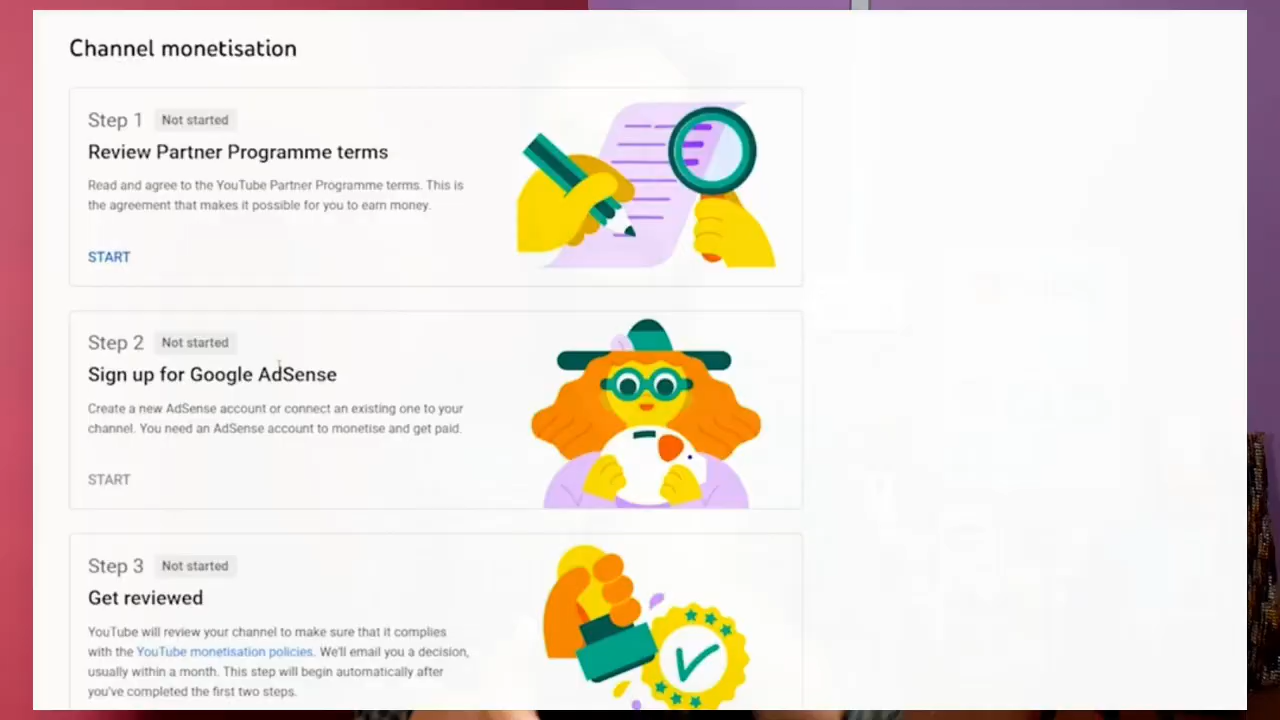 Channel monetisation
Step 1 Not started
Review Partner Programme terms
Read and agree to the YouTube Partner Programme terms. This is
the agreement that makes it possible for you to earn money.
START
Step 2 Not started
Sign up for Google AdSense
Create a new AdSense account or connect an existing one to your
channel. You need an AdSense account to monetise and get paid.
START
Step 3 Not started
Get reviewed
YouTube will review your channel to make sure that it complies
with the YouTube monetisation policies. We'll email you a decision,
usually within a month. This step will begin automatically after
you've completed the first two steps.